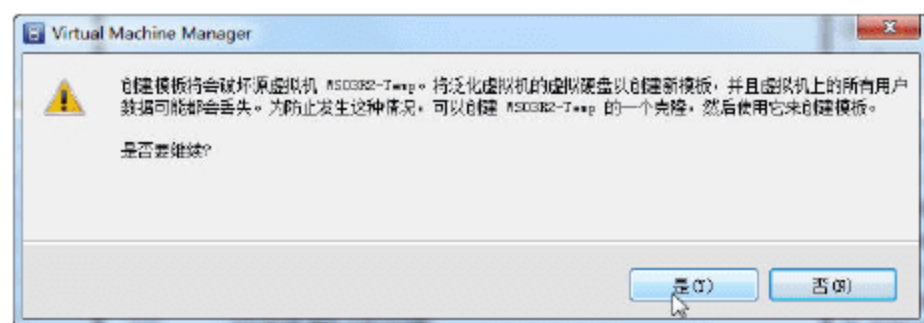 Virtual Machine Manager
创建模板将会破坏源虚拟机 WS03R2-Temp。将泛化虚拟机的虚拟硬盘以创建新模板，并且虚拟机上的所有用户
数据可能都会丢失。为防止发生这种情况，可以创建 WS03R2-Temp 的一个克隆，然后使用它来创建模板。
是否要继续?
是(Y)
否(N)